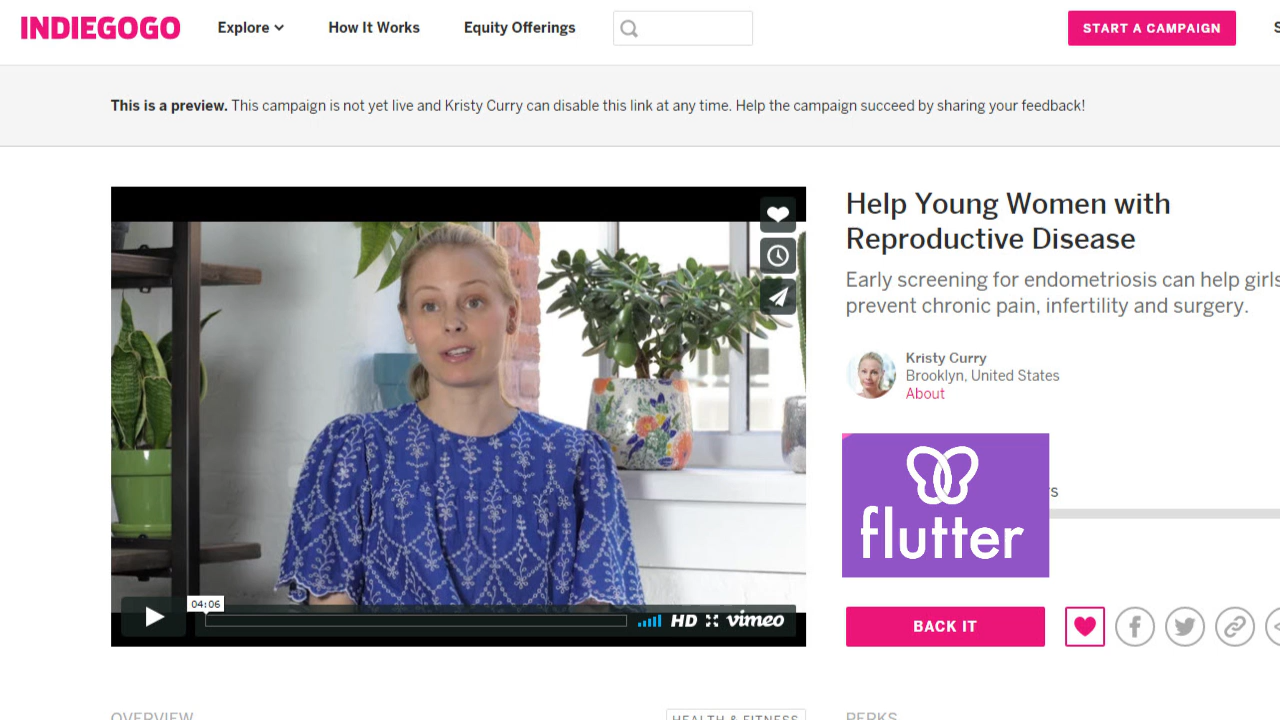 INDIEGOGO
Explore
How It Works
Equity Offerings
START A CAMPAIGN
This is a preview. This campaign is not yet live and Kristy Curry can disable this link at any time. Help the campaign succeed by sharing your feedback!
Help Young Women with
Reproductive Disease
Early screening for endometriosis can help girls
prevent chronic pain, infertility and surgery.
Kristy Curry
Brooklyn, United States
About
flutter
04:06
HD
vimeo
BACK IT
OVERVIEW
HEALTH & FITNESS
PERKS